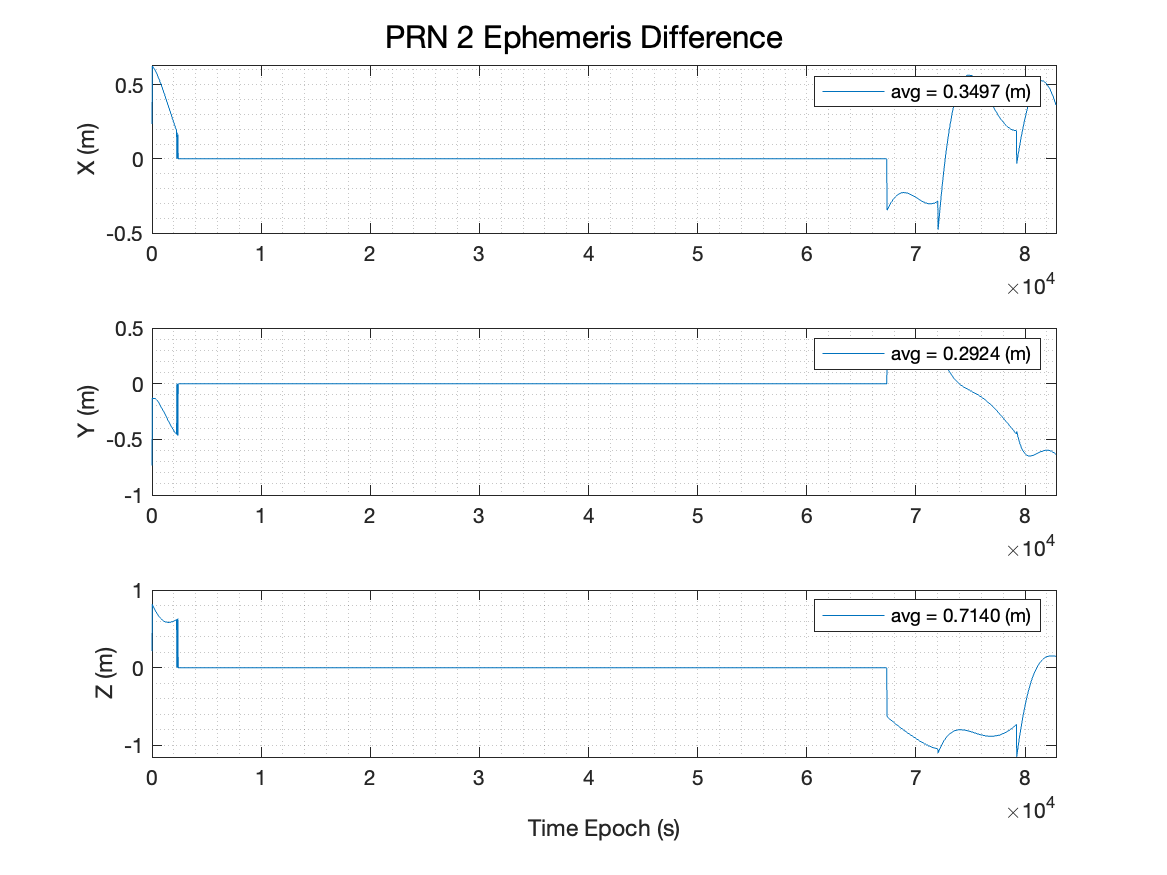 PRN 2 Ephemeris Difference
0.5
0
-0.5
X (m)
avg = 0.3497 (m)
0 1 2 3 4 5 6 7 8
×10^4
0.5
0
-0.5
-1
Y (m)
avg = 0.2924 (m)
0 1 2 3 4 5 6 7 8
×10^4
1
0
-1
Z (m)
avg = 0.7140 (m)
0 1 2 3 4 5 6 7 8
×10^4
Time Epoch (s)